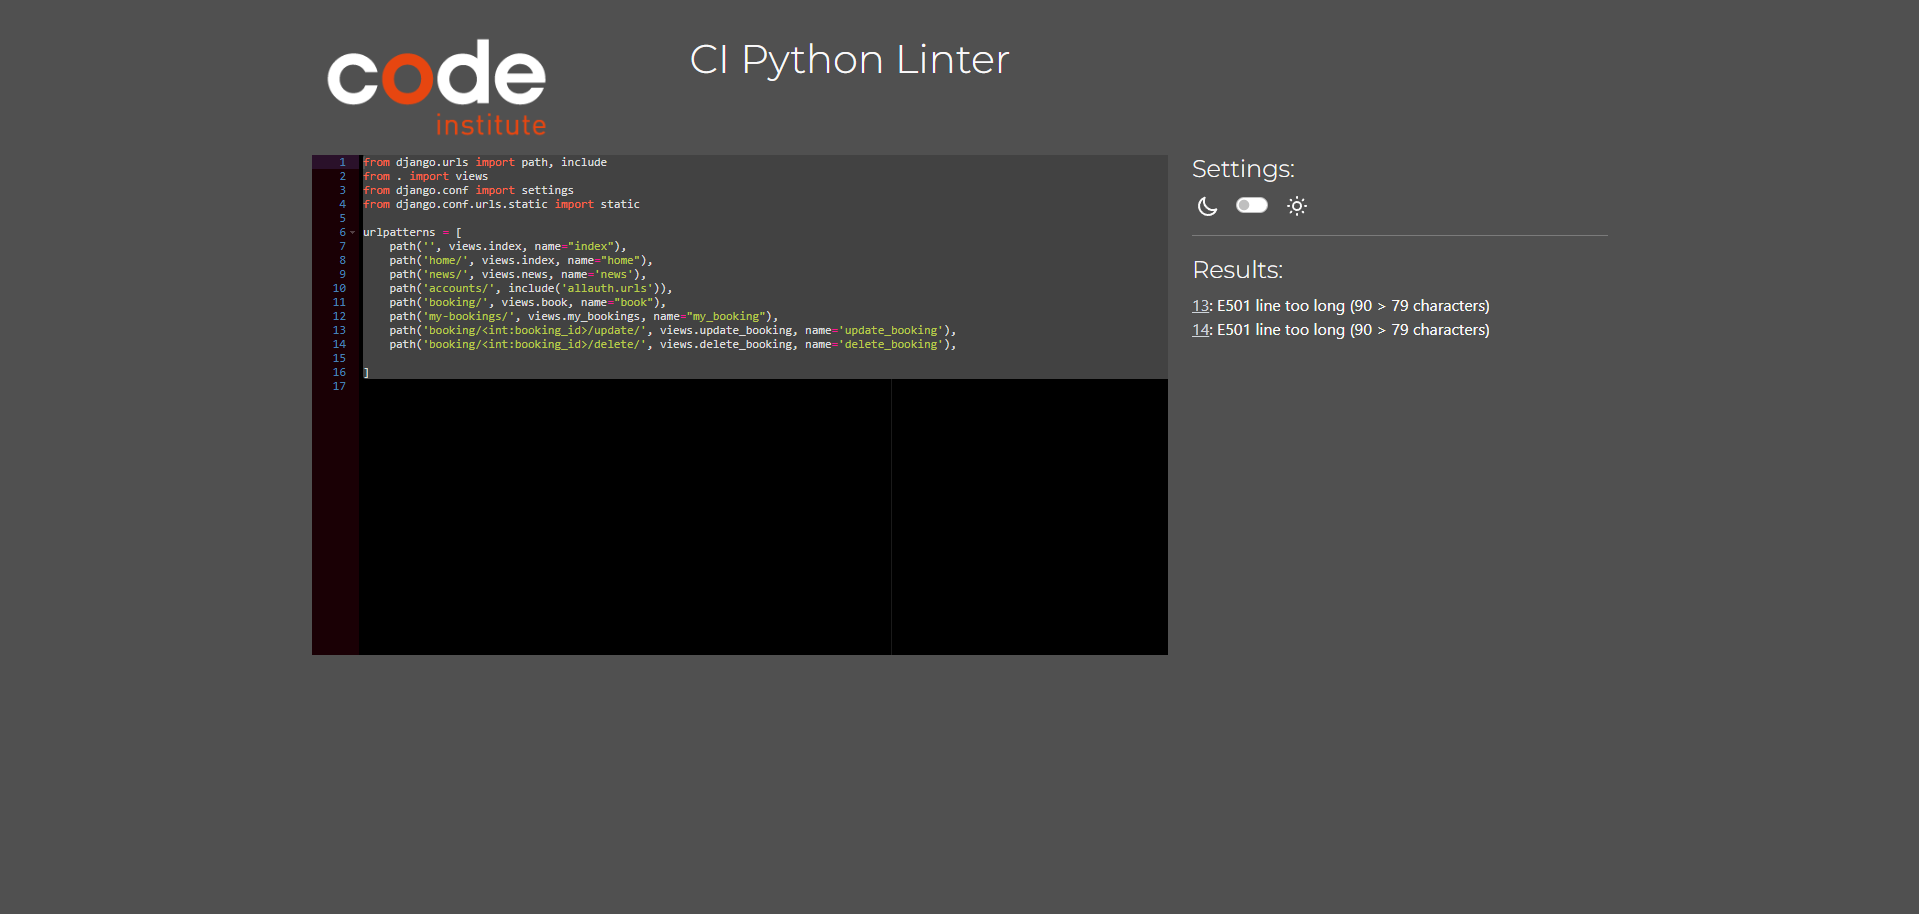 code
institute
CI Python Linter
1 from django.urls import path, include
2 from . import views
3 from django.conf import settings
4 from django.conf.urls.static import static
5
6 urlpatterns = [
7     path('', views.index, name="index"),
8     path('home/', views.index, name="home"),
9     path('news/', views.news, name='news'),
10     path('accounts/', include('allauth.urls')),
11     path('booking/', views.book, name="book"),
12     path('my-bookings/', views.my_bookings, name="my_booking"),
13     path('booking/<int:booking_id>/update/', views.update_booking, name='update_booking'),
14     path('booking/<int:booking_id>/delete/', views.delete_booking, name='delete_booking'),
15
16 ]
17
Settings:
Results:
13: E501 line too long (90 > 79 characters)
14: E501 line too long (90 > 79 characters)